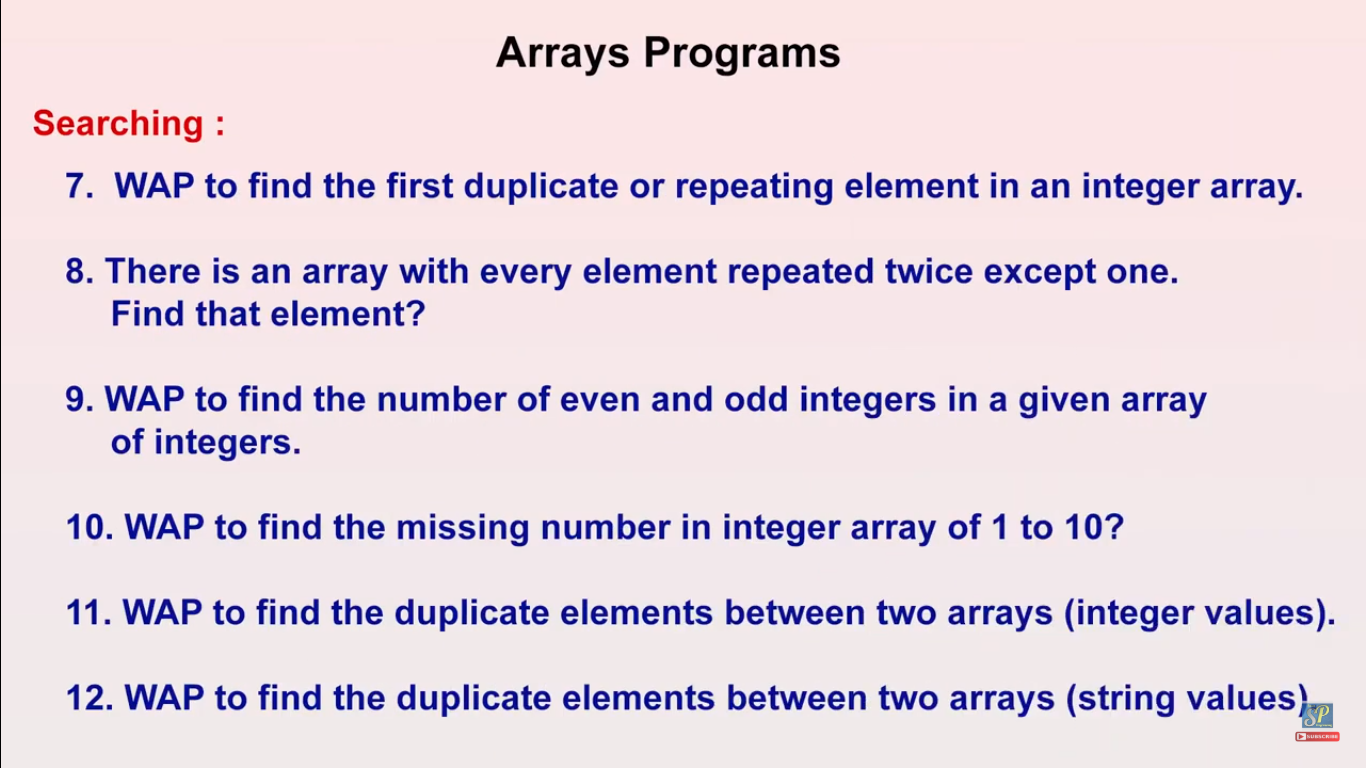 Arrays Programs
Searching :
7. WAP to find the first duplicate or repeating element in an integer array.
8. There is an array with every element repeated twice except one.
Find that element?
9. WAP to find the number of even and odd integers in a given array
of integers.
10. WAP to find the missing number in integer array of 1 to 10?
11. WAP to find the duplicate elements between two arrays (integer values).
12. WAP to find the duplicate elements between two arrays (string values)
SP
SUBSCRIBE